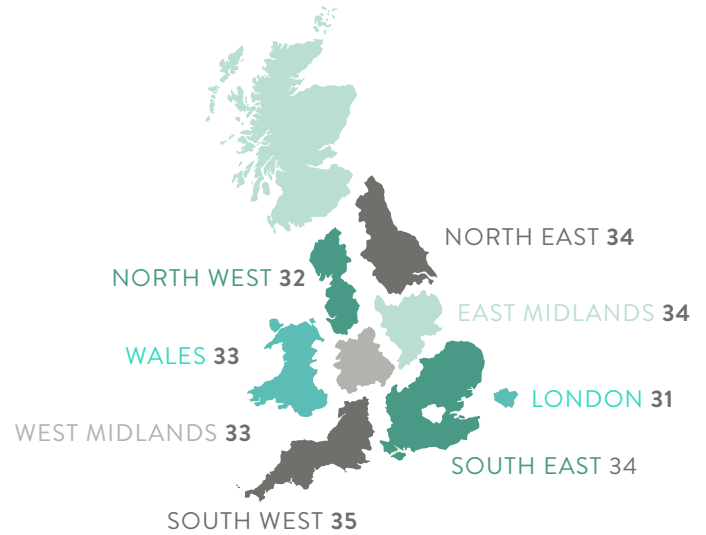 NORTH EAST 34
NORTH WEST 32
EAST MIDLANDS 34
WALES 33
LONDON 31
WEST MIDLANDS 33
SOUTH EAST 34
SOUTH WEST 35